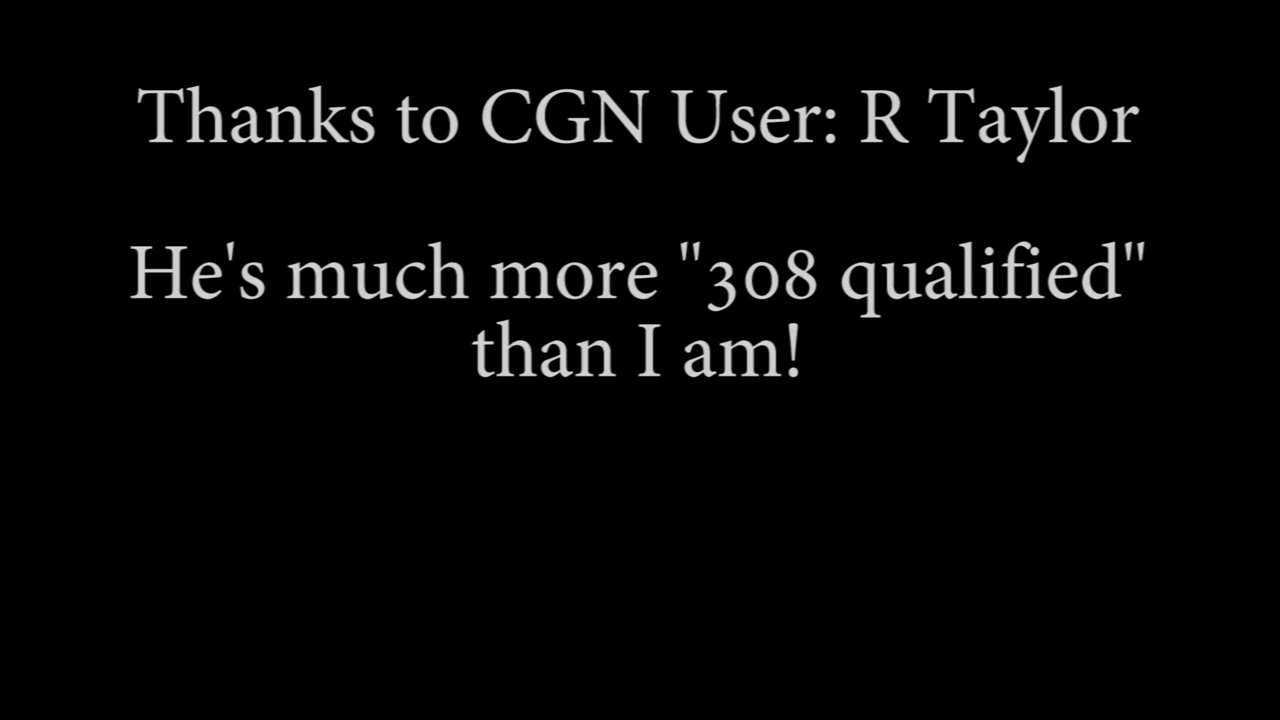 Thanks to CGN User: R Taylor
He's much more "308 qualified"
than I am!